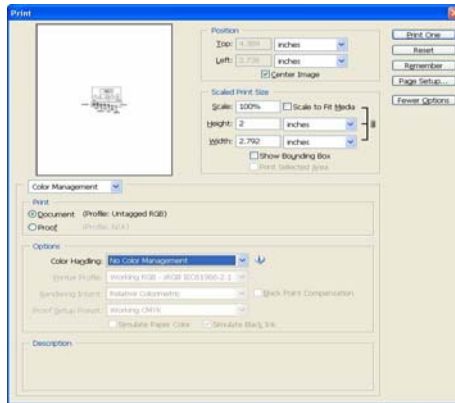 Print
Position
Top: 4.389 inches
Left: 2.736 inches
Center Image
Scaled Print Size
Scale: 100% Scale to Fit Media
Height: 2 inches
Width: 2.792 inches
Show Bounding Box
Print Selected Area
Print One
Reset
Remember
Page Setup...
Fewer Options
Color Management
Print
Document (Profile: Untagged RGB)
Proof (Profile: N/A)
Options
Color Handling: No Color Management
Printer Profile: Working RGB - sRGB IEC61966-2.1
Rendering Intent: Relative Colorimetric Black Point Compensation
Proof Setup Preset: Working CMYK
Simulate Paper Color Simulate Black Ink
Description